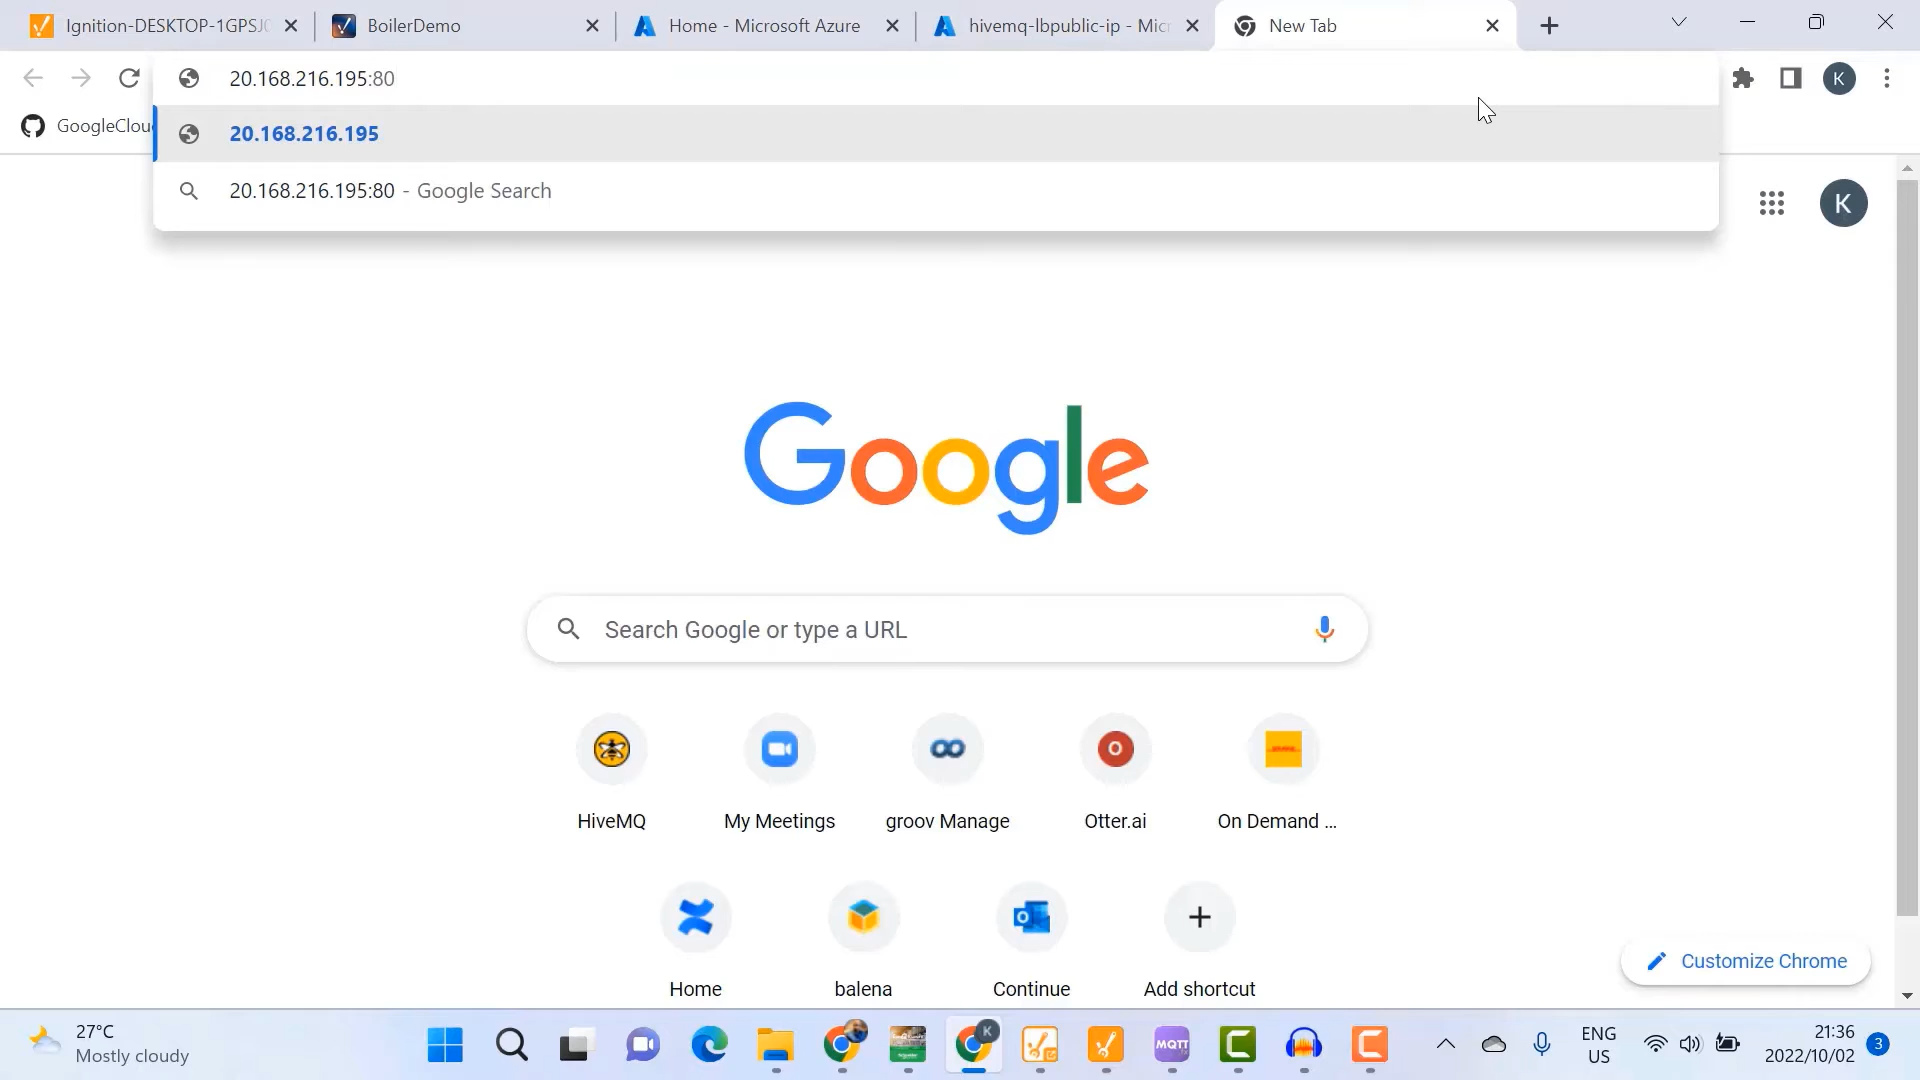 Ignition-DESKTOP-1GPSJ
BoilerDemo
Home - Microsoft Azure
hivemq-lbpublic-ip - Micr
New Tab
20.168.216.195:80
K
GoogleClou
20.168.216.195
20.168.216.195:80 - Google Search
K
Google
Search Google or type a URL
HiveMQ
My Meetings
groov Manage
O
Otter.ai
On Demand ...
Home
balena
Continue
Add shortcut
Customize Chrome
27°C
Mostly cloudy
K
MQTT
ENG
US
21:36
2022/10/02
3